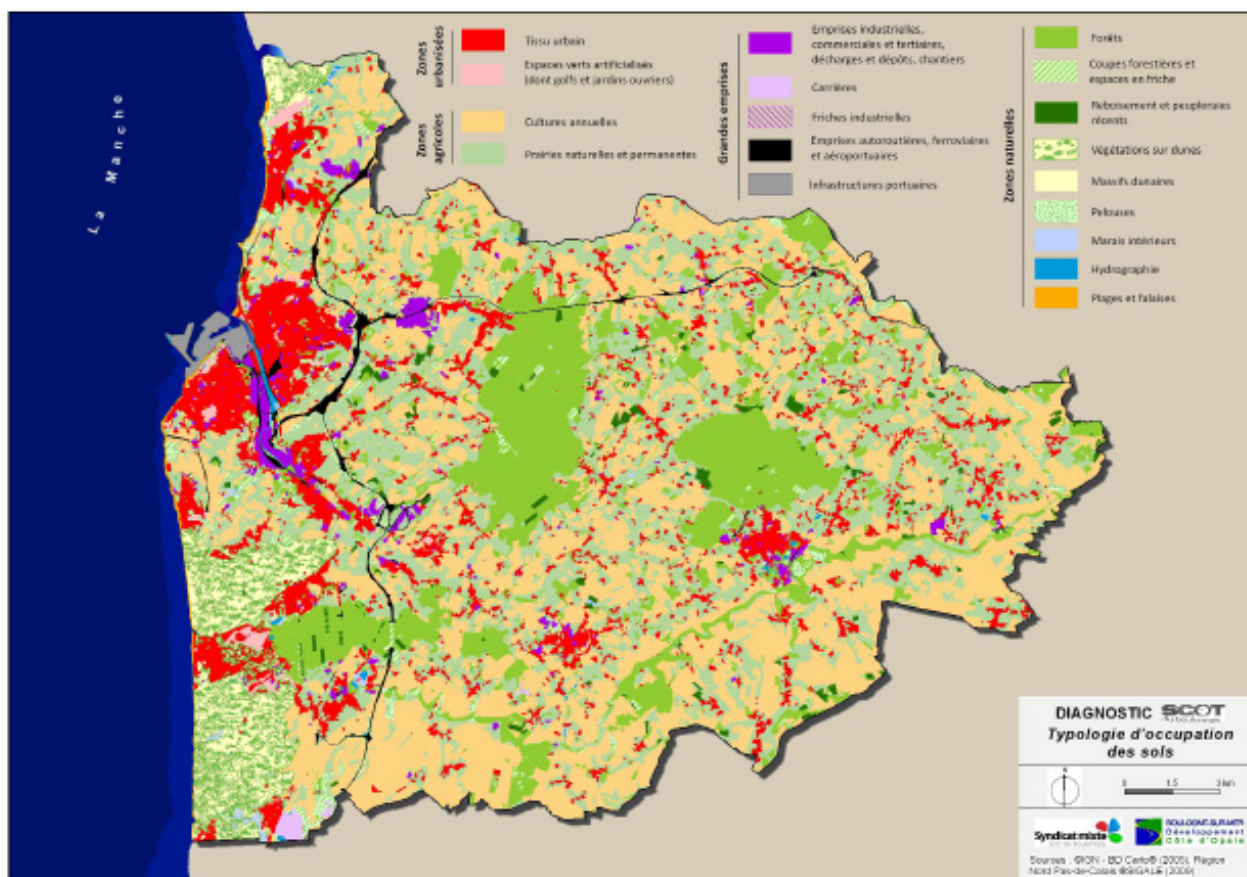 La Manche
Zones urbanisées
Tissu urbain
Espaces verts artificialisés
(dont golfs et jardins ouvriers)
Zones agricoles
Cultures annuelles
Prairies naturelles et permanentes
Grandes emprises
Emprises industrielles,
commerciales et tertiaires,
décharges et dépôts, chantiers
Carrières
Friches industrielles
Emprises autoroutières, ferroviaires
et aéroportuaires
Infrastructures portuaires
Zones naturelles
Forêts
Coupes forestières et
espaces en friche
Reboisement et peupleraies
récents
Végétations sur dunes
Massifs dunaires
Pelouses
Marais intérieurs
Hydrographie
Plages et falaises
DIAGNOSTIC SCOT
Typologie d'occupation
des sols
N
0 1.5 3 km
Syndicat mixte
BOULOGNE-SUR-MER
Développement
Côte d'Opale
Sources : ©IGN - BD Carto® (2005), Région
Nord Pas-de-Calais ©SIGALE (2009)